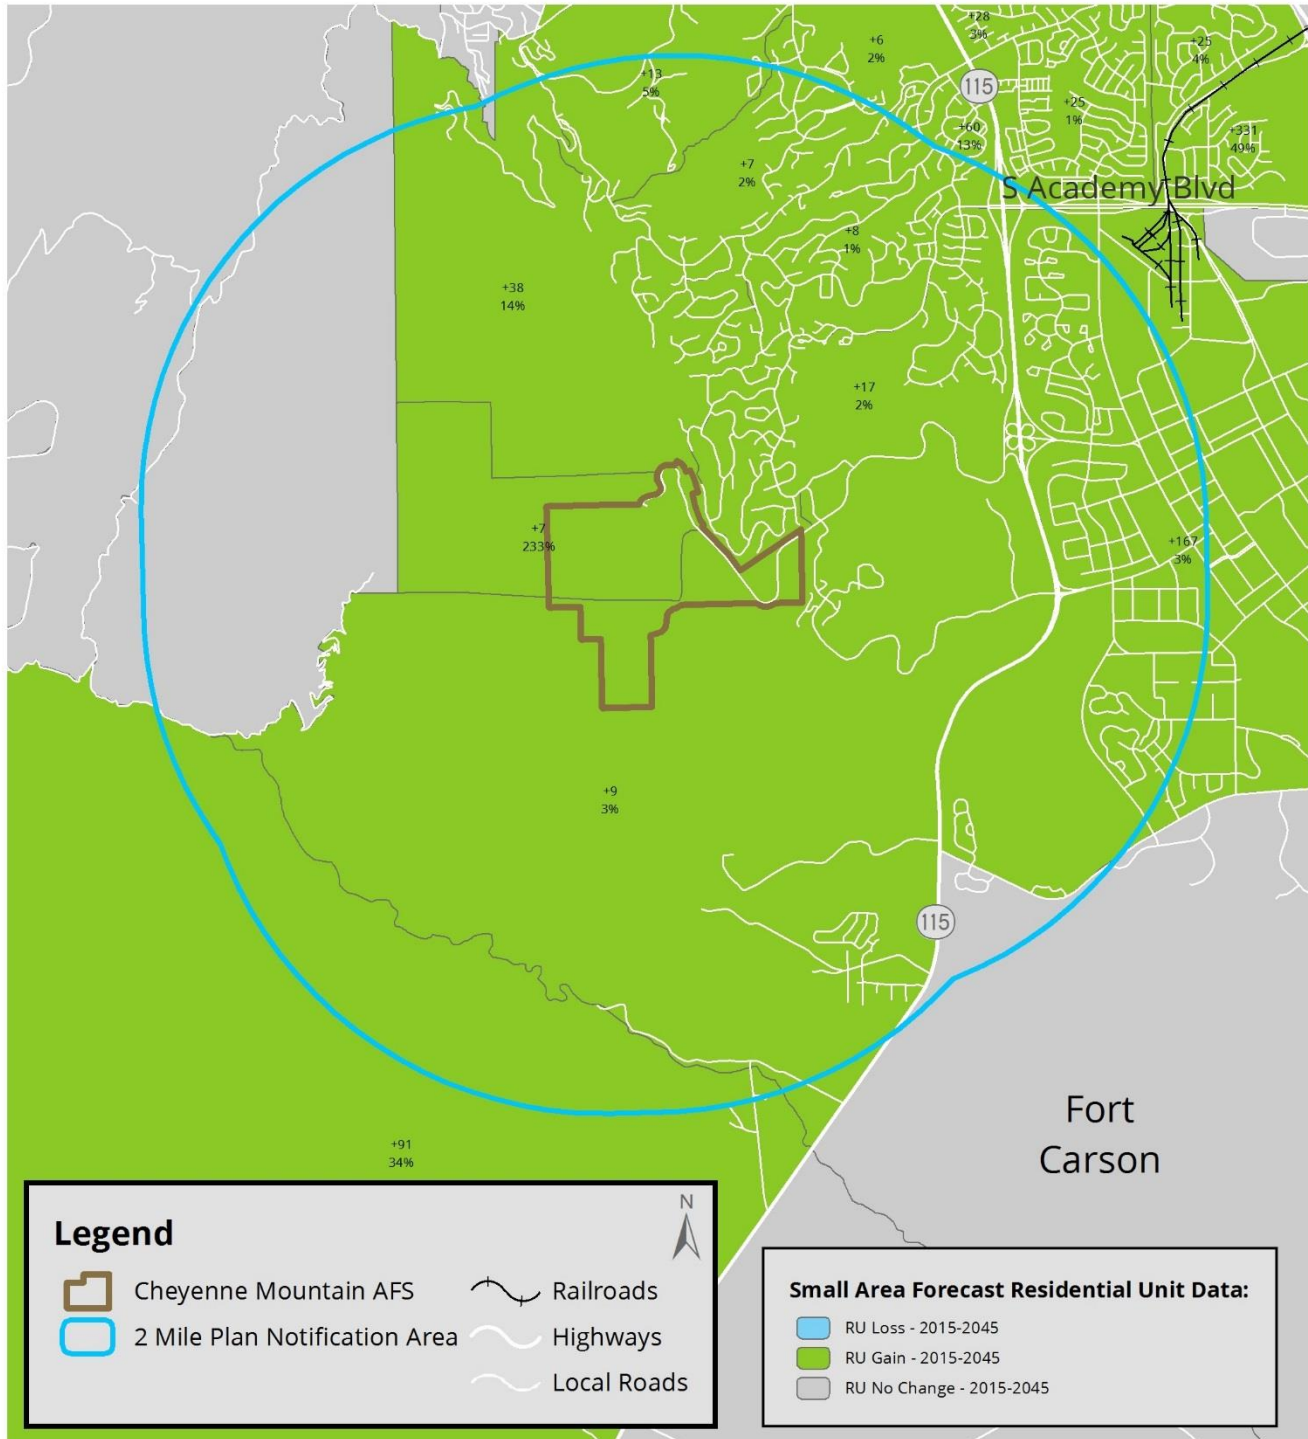 +28
3%
+6
2%
+25
4%
+13
5%
115
+25
1%
+60
13%
+331
49%
+7
2%
S Academy Blvd
+8
1%
+38
14%
+17
2%
+7
233%
+167
3%
+9
3%
115
Fort
Carson
+91
34%
Legend
N
Cheyenne Mountain AFS
2 Mile Plan Notification Area
Railroads
Highways
Local Roads
Small Area Forecast Residential Unit Data:
RU Loss - 2015-2045
RU Gain - 2015-2045
RU No Change - 2015-2045